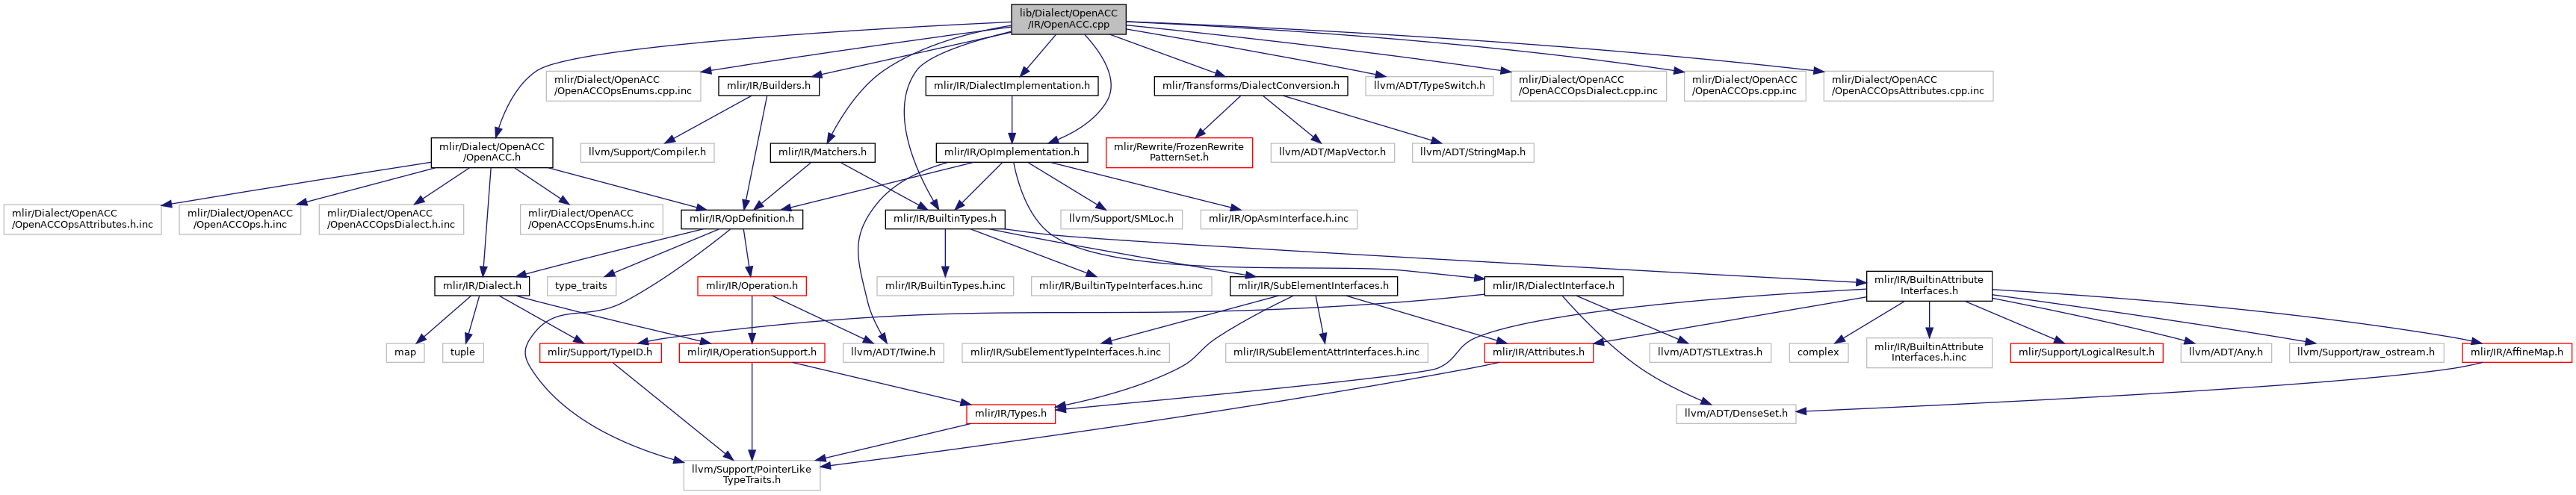 lib/Dialect/OpenACC
/IR/OpenACC.cpp
mlir/Dialect/OpenACC
/OpenACCOpsEnums.cpp.inc
mlir/IR/Builders.h
mlir/IR/DialectImplementation.h
mlir/Transforms/DialectConversion.h
llvm/ADT/TypeSwitch.h
mlir/Dialect/OpenACC
/OpenACCOpsDialect.cpp.inc
mlir/Dialect/OpenACC
/OpenACCOps.cpp.inc
mlir/Dialect/OpenACC
/OpenACCOpsAttributes.cpp.inc
mlir/Dialect/OpenACC
/OpenACC.h
llvm/Support/Compiler.h
mlir/IR/Matchers.h
mlir/IR/OpImplementation.h
mlir/Rewrite/FrozenRewrite
PatternSet.h
llvm/ADT/MapVector.h
llvm/ADT/StringMap.h
mlir/Dialect/OpenACC
/OpenACCOpsAttributes.h.inc
mlir/Dialect/OpenACC
/OpenACCOps.h.inc
mlir/Dialect/OpenACC
/OpenACCOpsDialect.h.inc
mlir/Dialect/OpenACC
/OpenACCOpsEnums.h.inc
mlir/IR/OpDefinition.h
mlir/IR/BuiltinTypes.h
llvm/Support/SMLoc.h
mlir/IR/OpAsmInterface.h.inc
mlir/IR/Dialect.h
type_traits
mlir/IR/Operation.h
mlir/IR/BuiltinTypes.h.inc
mlir/IR/BuiltinTypeInterfaces.h.inc
mlir/IR/SubElementInterfaces.h
mlir/IR/DialectInterface.h
mlir/IR/BuiltinAttribute
Interfaces.h
map
tuple
mlir/Support/TypeID.h
mlir/IR/OperationSupport.h
llvm/ADT/Twine.h
mlir/IR/SubElementTypeInterfaces.h.inc
mlir/IR/SubElementAttrInterfaces.h.inc
mlir/IR/Attributes.h
llvm/ADT/STLExtras.h
complex
mlir/IR/BuiltinAttribute
Interfaces.h.inc
mlir/Support/LogicalResult.h
llvm/ADT/Any.h
llvm/Support/raw_ostream.h
mlir/IR/AffineMap.h
mlir/IR/Types.h
llvm/ADT/DenseSet.h
llvm/Support/PointerLike
TypeTraits.h